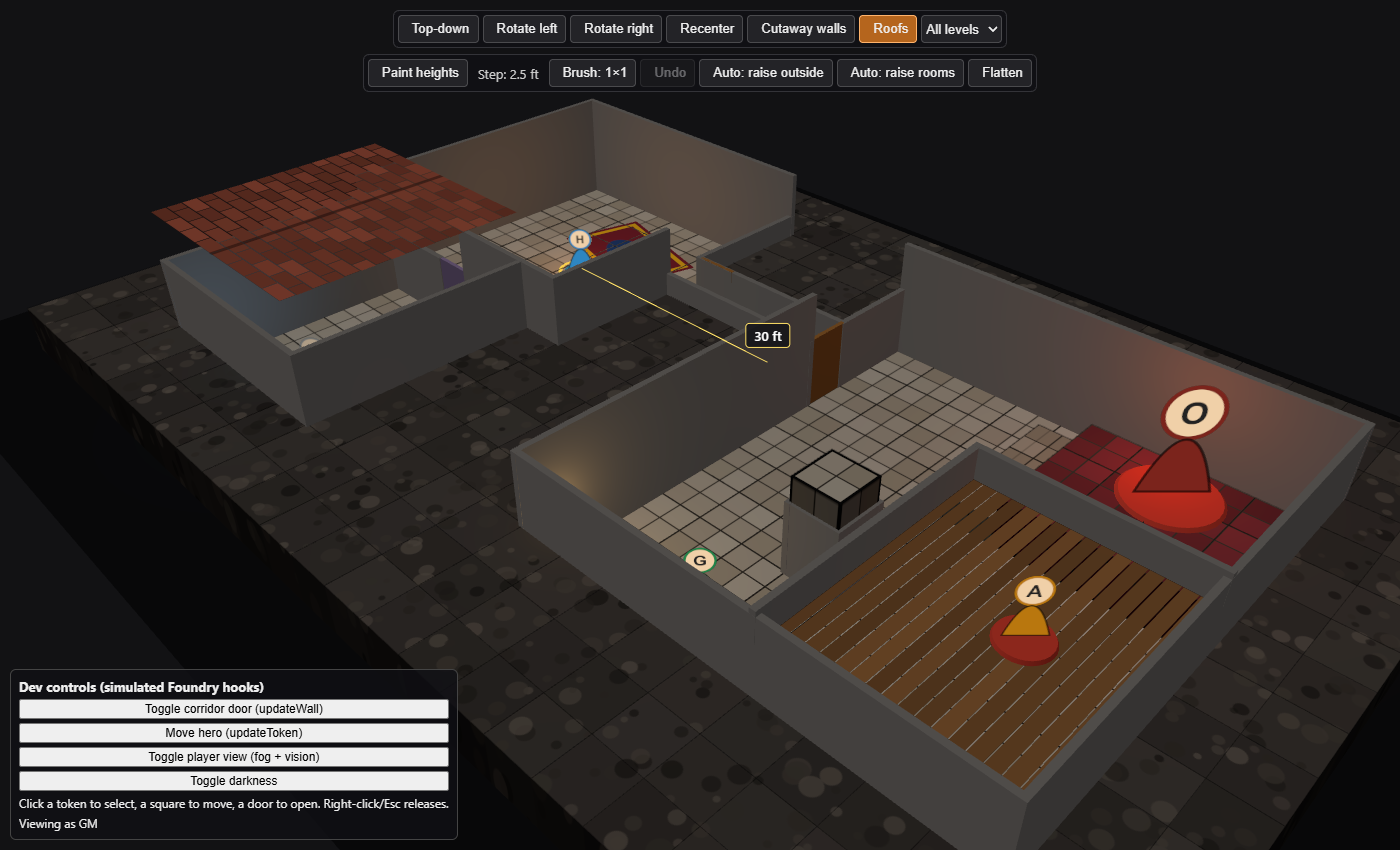 Top-down Rotate left Rotate right Recenter Cutaway walls Roofs All levels
Paint heights Step: 2.5 ft Brush: 1×1 Undo Auto: raise outside Auto: raise rooms Flatten
H
30 ft
O
G
A
Dev controls (simulated Foundry hooks)
Toggle corridor door (updateWall)
Move hero (updateToken)
Toggle player view (fog + vision)
Toggle darkness
Click a token to select, a square to move, a door to open. Right-click/Esc releases.
Viewing as GM